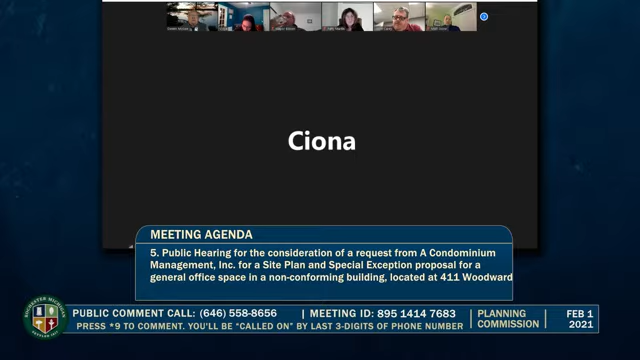 Ciona
MEETING AGENDA
5. Public Hearing for the consideration of a request from A Condominium
Management, Inc. for a Site Plan and Special Exception proposal for a
general office space in a non-conforming building, located at 411 Woodward
PUBLIC COMMENT CALL: (646) 558-8656 | MEETING ID: 895 1414 7683
PRESS *9 TO COMMENT. YOU'LL BE "CALLED ON" BY LAST 3-DIGITS OF PHONE NUMBER
PLANNING
COMMISSION
FEB 1
2021
ROCHESTER MICHIGAN